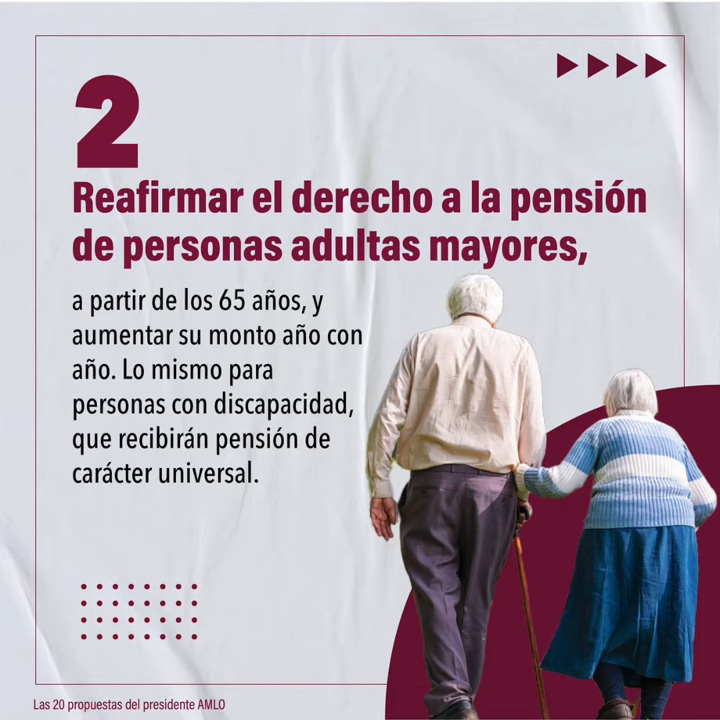 2
Reafirmar el derecho a la pensión
de personas adultas mayores,
a partir de los 65 años, y
aumentar su monto año con
año. Lo mismo para
personas con discapacidad,
que recibirán pensión de
carácter universal.
Las 20 propuestas del presidente AMLO